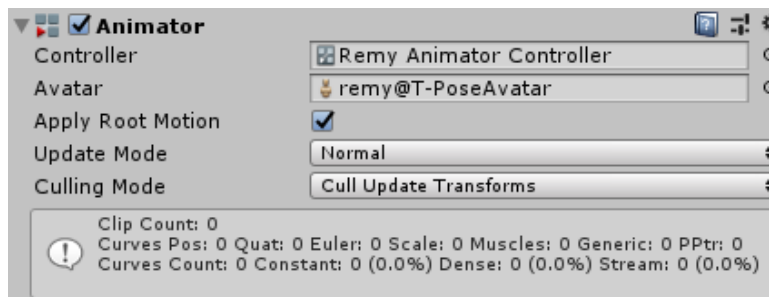 Animator
Controller Remy Animator Controller
Avatar remy@T-PoseAvatar
Apply Root Motion
Update Mode Normal
Culling Mode Cull Update Transforms
Clip Count: 0
Curves Pos: 0 Quat: 0 Euler: 0 Scale: 0 Muscles: 0 Generic: 0 PPtr: 0
Curves Count: 0 Constant: 0 (0.0%) Dense: 0 (0.0%) Stream: 0 (0.0%)